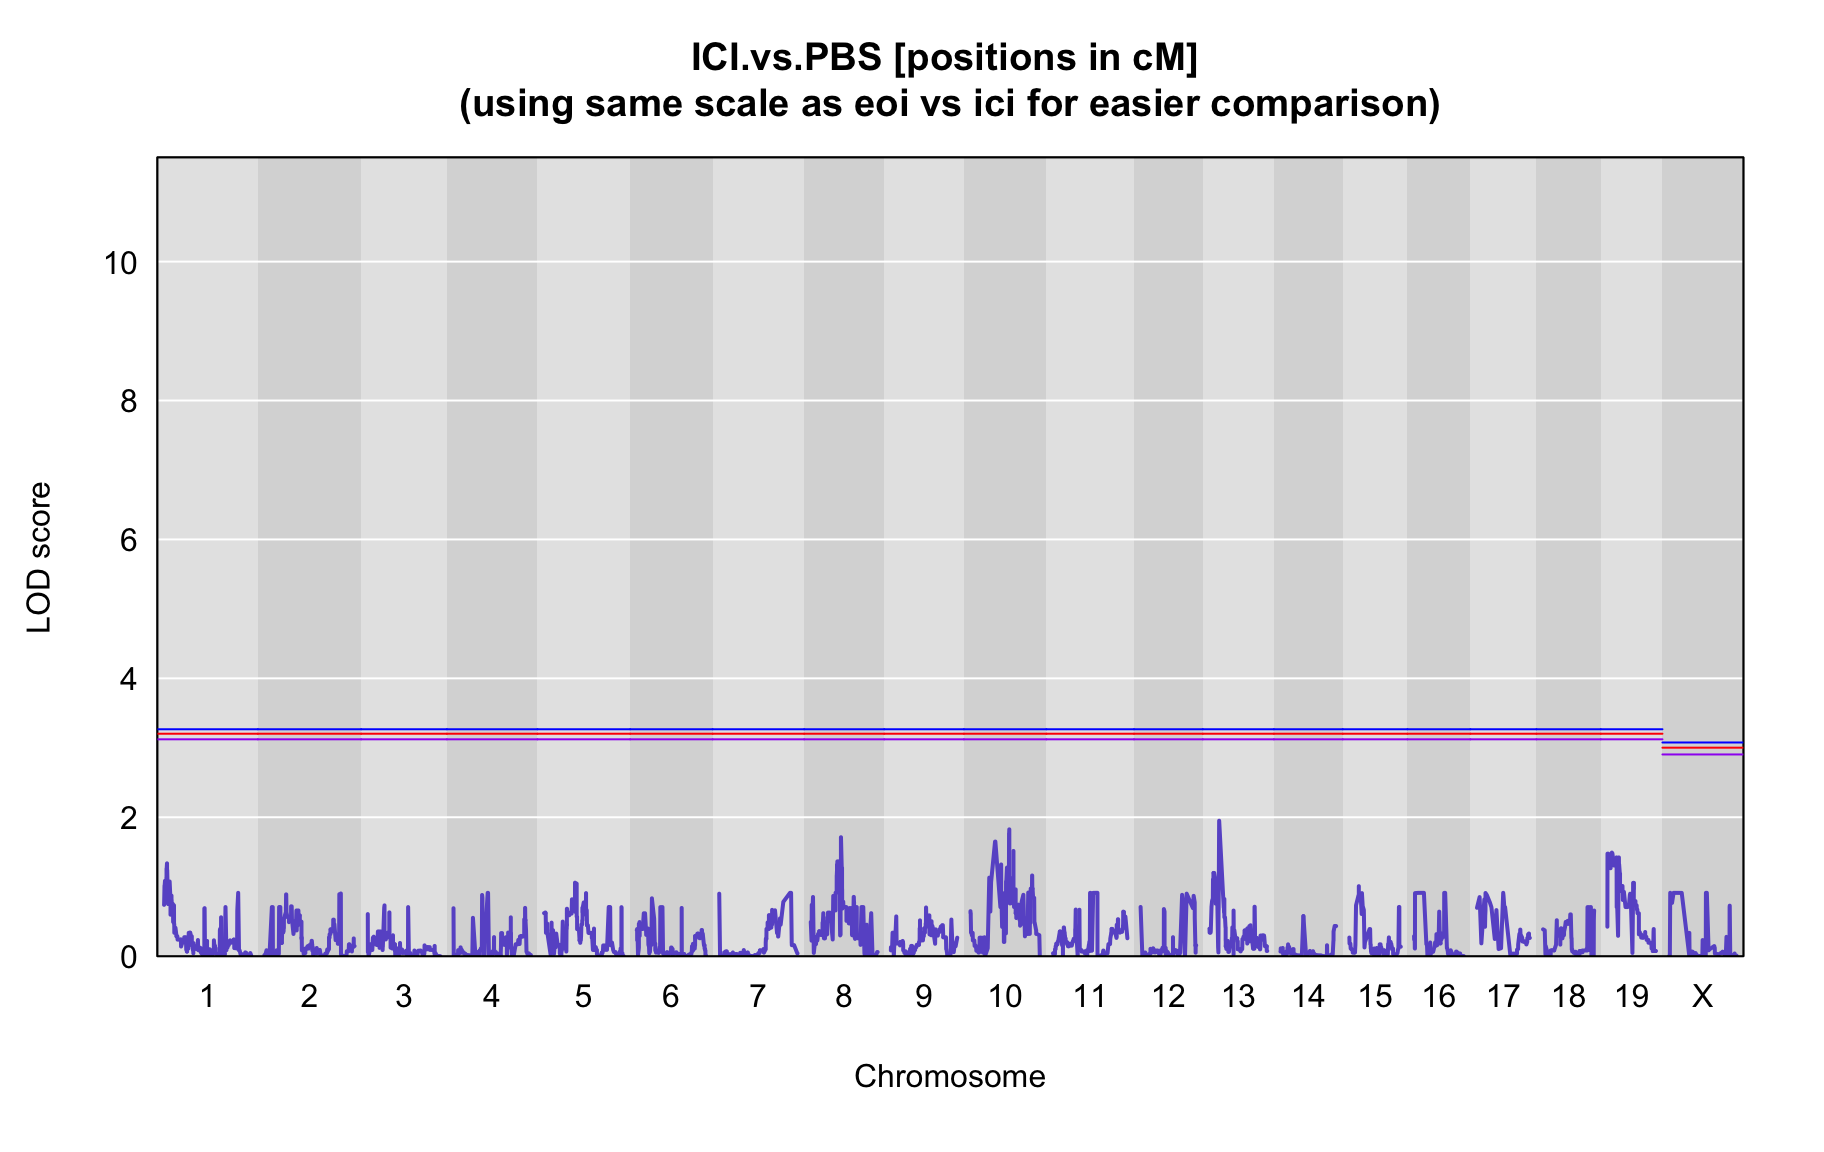 ICI.vs.PBS [positions in cM]
(using same scale as eoi vs ici for easier comparison)
10
8
6
4
2
0
LOD score
1 2 3 4 5 6 7 8 9 10 11 12 13 14 15 16 17 18 19 X
Chromosome